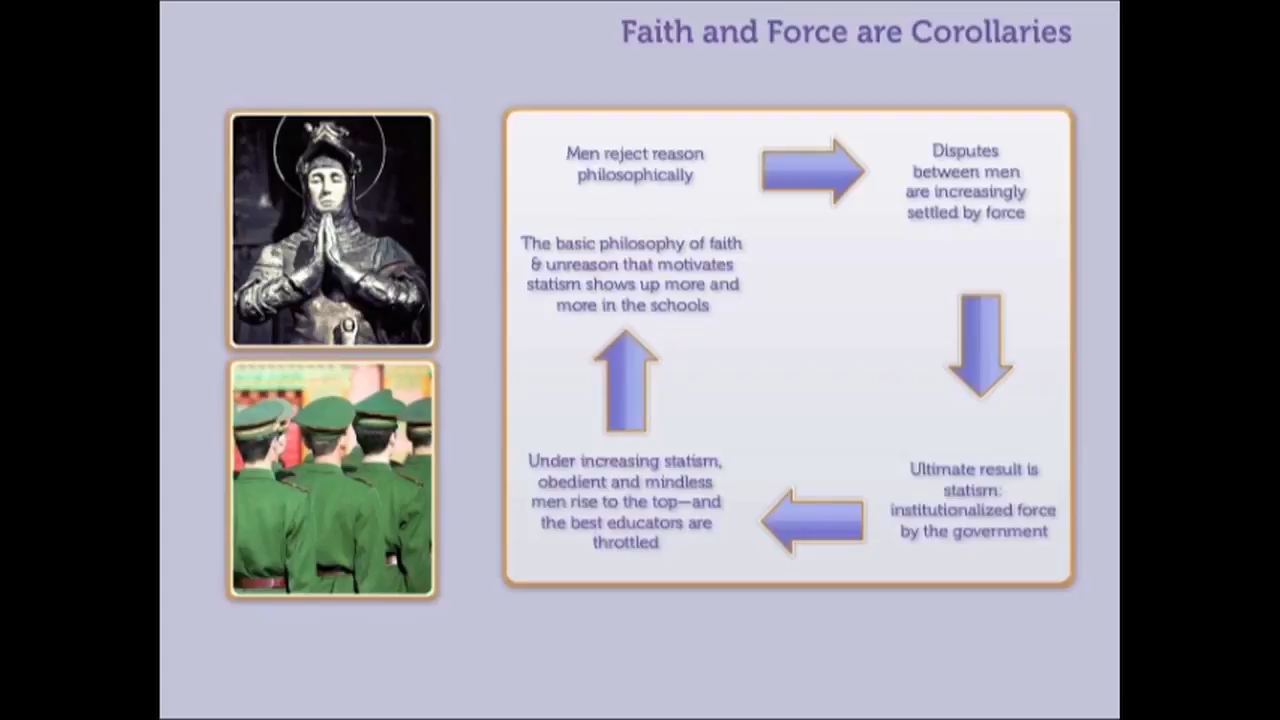 Faith and Force are Corollaries
Men reject reason
philosophically
Disputes
between men
are increasingly
settled by force
The basic philosophy of faith
& unreason that motivates
statism shows up more and
more in the schools
Under increasing statism,
obedient and mindless
men rise to the top—and
the best educators are
throttled
Ultimate result is
statism:
institutionalized force
by the government